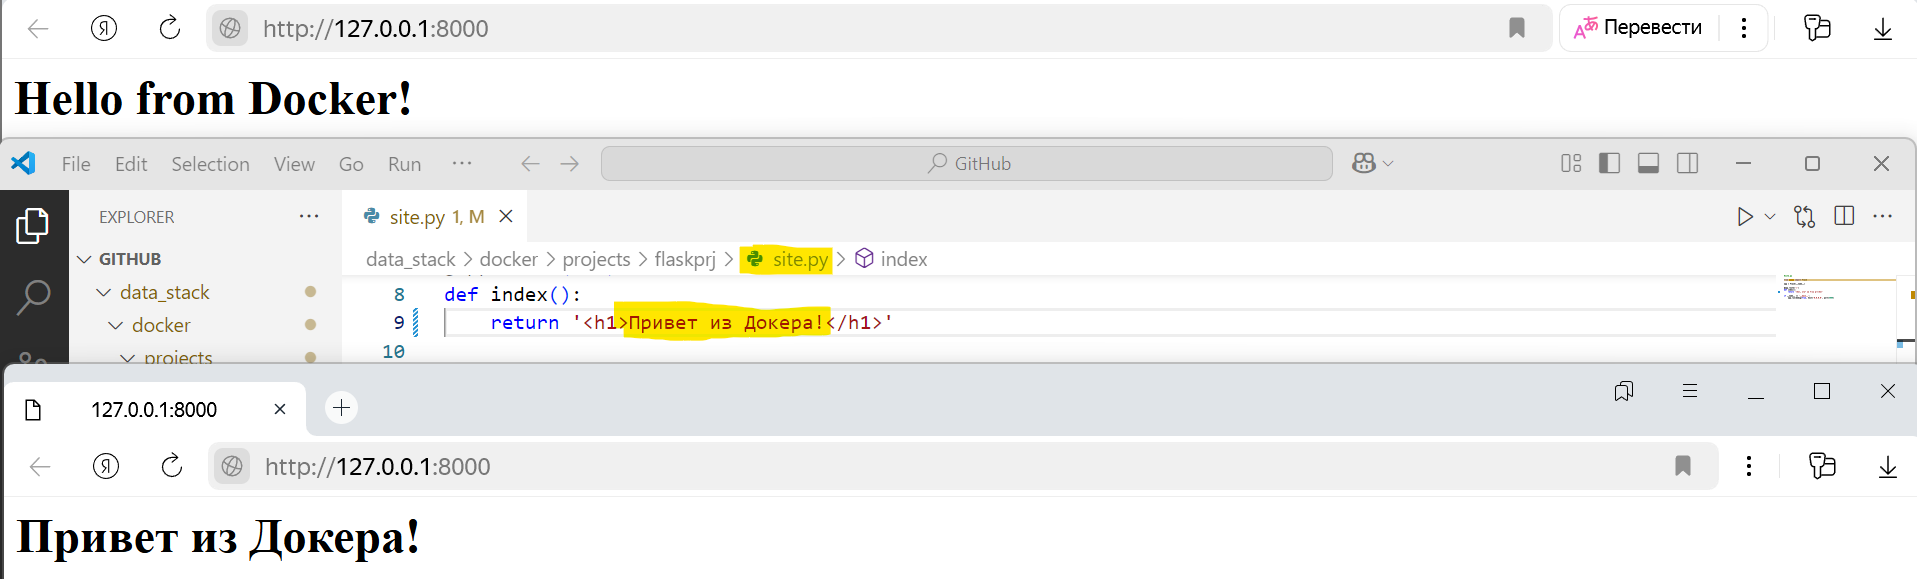 http://127.0.0.1:8000 Перевести
Hello from Docker!
File Edit Selection View Go Run ··· GitHub
EXPLORER ··· site.py 1, M
GITHUB data_stack > docker > projects > flaskprj > site.py > index
data_stack 8 def index():
docker 9 return '<h1>Привет из Докера!</h1>'
projects 10
127.0.0.1:8000
http://127.0.0.1:8000
Привет из Докера!